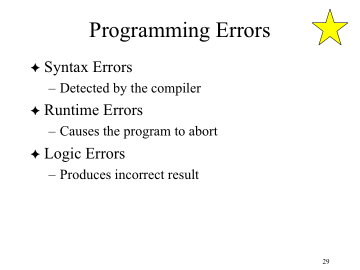 Programming Errors
✦ Syntax Errors
– Detected by the compiler
✦ Runtime Errors
– Causes the program to abort
✦ Logic Errors
– Produces incorrect result
29